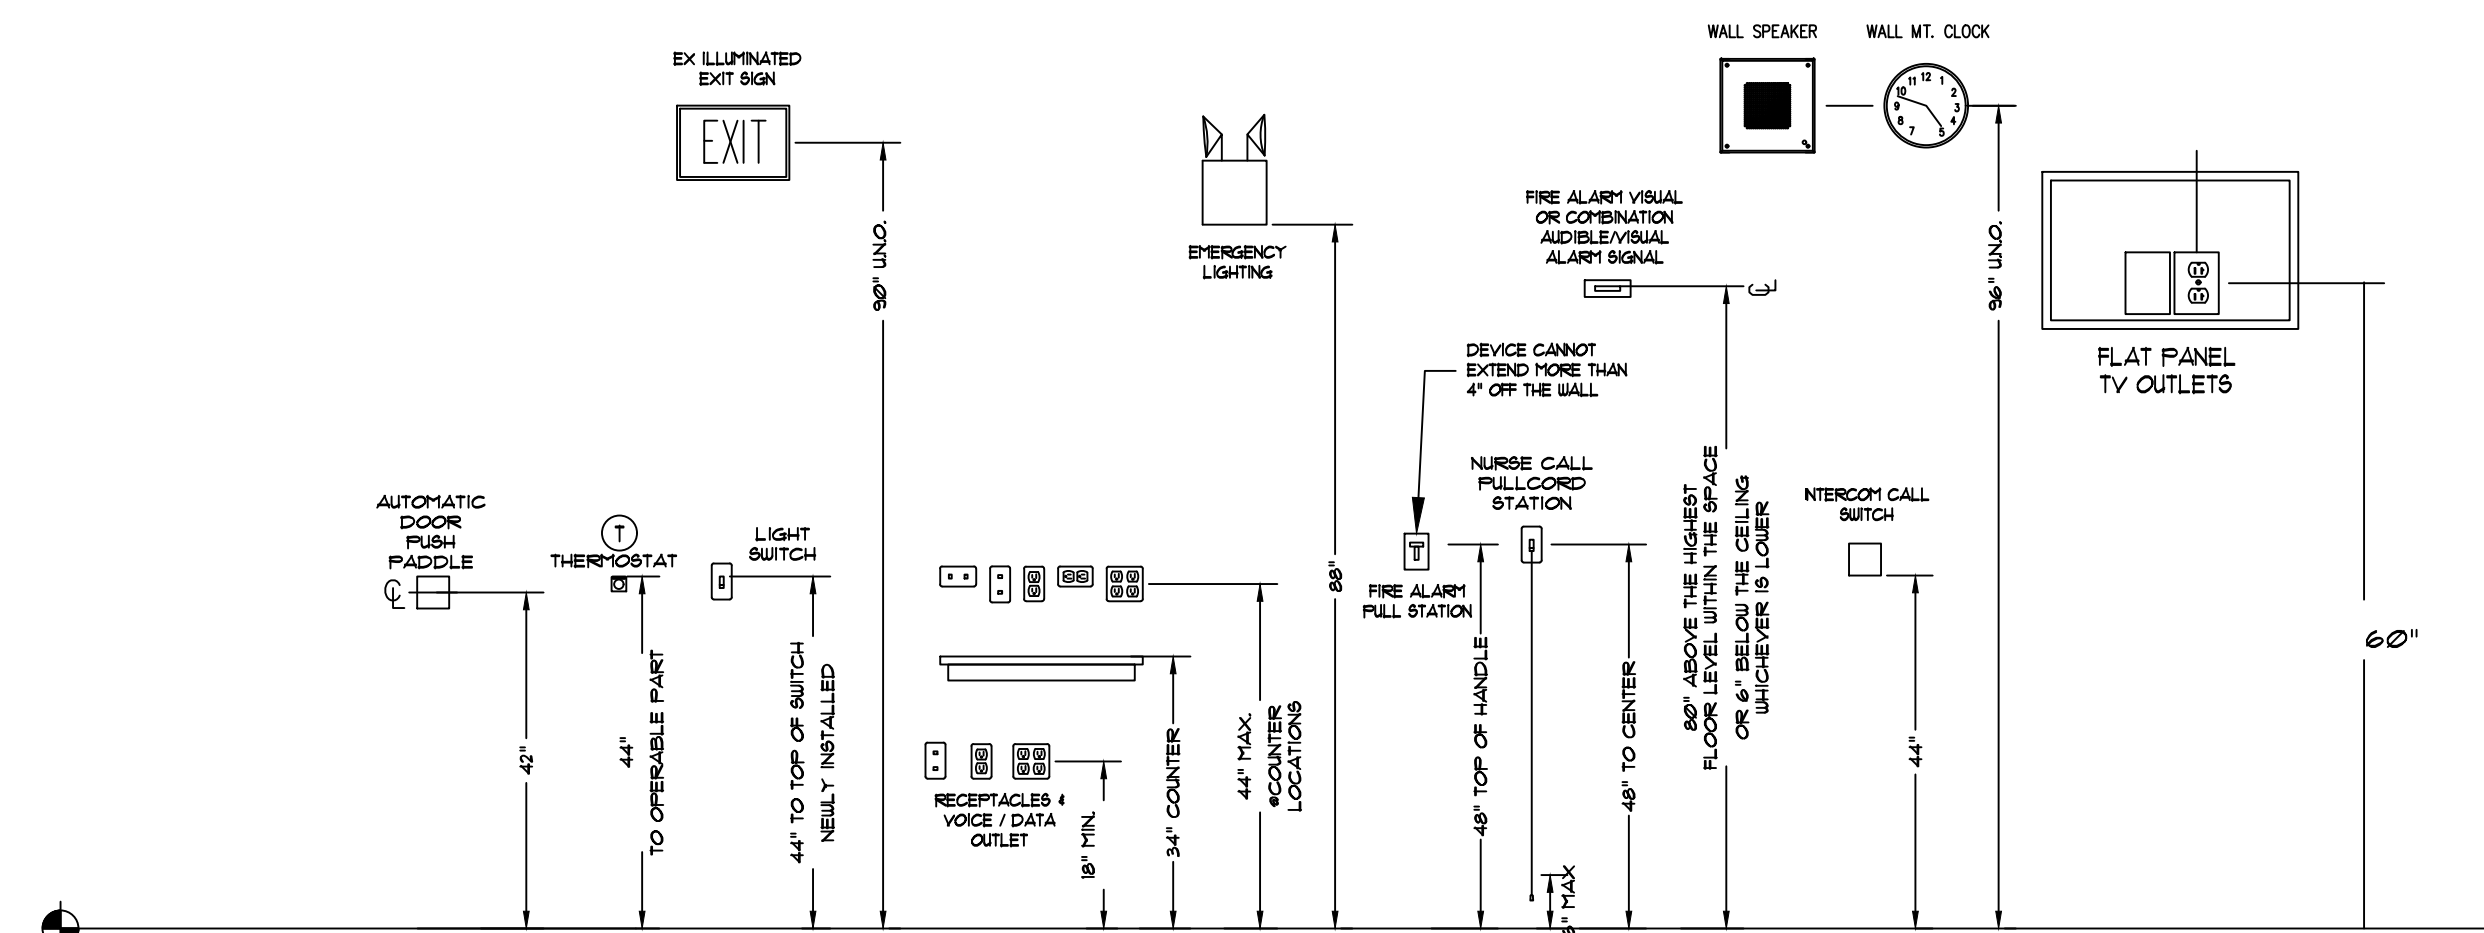 WALL SPEAKER
WALL MT. CLOCK
12
1
2
3
4
5
7
8
9
10
11
EX ILLUMINATED
EXIT SIGN
EXIT
90" U.N.O.
EMERGENCY
LIGHTING
88"
FIRE ALARM VISUAL
OR COMBINATION
AUDIBLE/VISUAL
ALARM SIGNAL
96" U.N.O.
FLAT PANEL
TV OUTLETS
60"
DEVICE CANNOT
EXTEND MORE THAN
4" OFF THE WALL
NURSE CALL
PULLCORD
STATION
FIRE ALARM
PULL STATION
48" TOP OF HANDLE
48" TO CENTER
80" ABOVE THE HIGHEST
FLOOR LEVEL WITHIN THE SPACE
OR 6" BELOW THE CEILING
WHICHEVER IS LOWER
NTERCOM CALL
SWITCH
44"
AUTOMATIC
DOOR
PUSH
PADDLE
CL
42"
T
THERMOSTAT
44"
TO OPERABLE PART
LIGHT
SWITCH
44" TO TOP OF SWITCH
NEWLY INSTALLED
RECEPTACLES &
VOICE / DATA
OUTLET
18" MIN.
34" COUNTER
44" MAX.
@COUNTER
LOCATIONS
" MAX